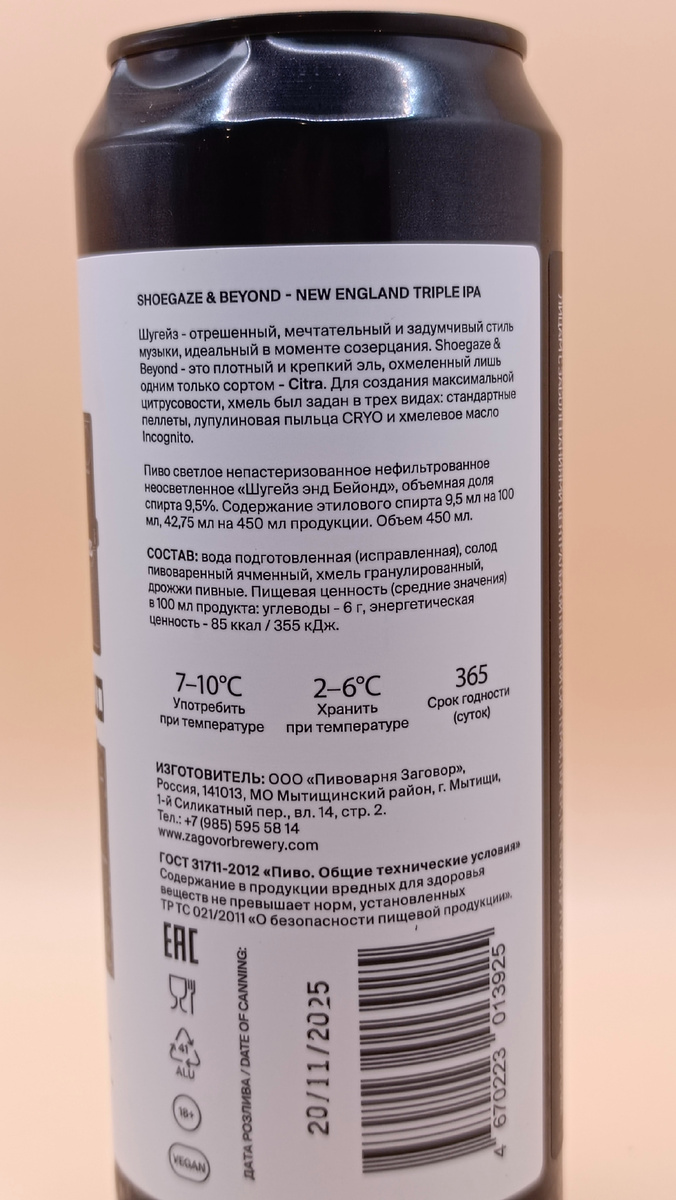 SHOEGAZE & BEYOND - NEW ENGLAND TRIPLE IPA
Шугейз - отрешенный, мечтательный и задумчивый стиль
музыки, идеальный в моменте созерцания. Shoegaze &
Beyond - это плотный и крепкий эль, охмеленный лишь
одним только сортом - Citra. Для создания максимальной
цитрусовости, хмель был задан в трех видах: стандартные
пеллеты, лупулиновая пыльца CRYO и хмелевое масло
Incognito.
Пиво светлое непастеризованное нефильтрованное
неосветленное «Шугейз энд Бейонд», объемная доля
спирта 9,5%. Содержание этилового спирта 9,5 мл на 100
мл, 42,75 мл на 450 мл продукции. Объем 450 мл.
СОСТАВ: вода подготовленная (исправленная), солод
пивоваренный ячменный, хмель гранулированный,
дрожжи пивные. Пищевая ценность (средние значения)
в 100 мл продукта: углеводы - 6 г, энергетическая
ценность - 85 ккал / 355 кДж.
7–10°C
Употребить
при температуре
2–6°C
Хранить
при температуре
365
Срок годности
(суток)
ИЗГОТОВИТЕЛЬ: ООО «Пивоварня Заговор»,
Россия, 141013, МО Мытищинский район, г. Мытищи,
1-й Силикатный пер., вл. 14, стр. 2.
Тел.: +7 (985) 595 58 14
www.zagovorbrewery.com
ГОСТ 31711-2012 «Пиво. Общие технические условия»
Содержание в продукции вредных для здоровья
веществ не превышает норм, установленных
ТР ТС 021/2011 «О безопасности пищевой продукции».
EAC
41
ALU
18+
VEGAN
ДАТА РОЗЛИВА / DATE OF CANNING:
20/11/2025
4 670223 013925